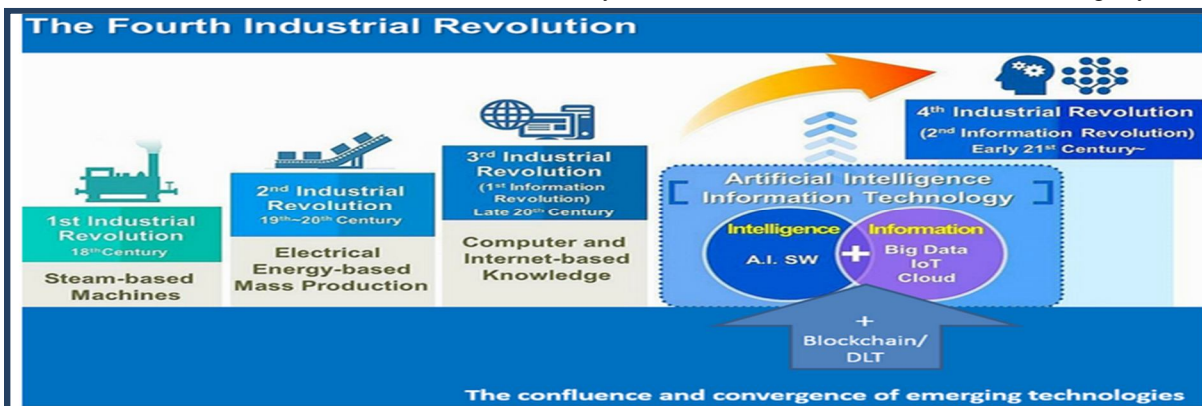 The Fourth Industrial Revolution
1st Industrial
Revolution
18thCentury
Steam-based
Machines
2nd Industrial
Revolution
19th~20th Century
Electrical
Energy-based
Mass Production
3rd Industrial
Revolution
(1st Information
Revolution)
Late 20th Century
Computer and
Internet-based
Knowledge
4th Industrial Revolution
(2nd Information Revolution)
Early 21st Century~
Artificial Intelligence
Information Technology
Intelligence
A.I. SW
+
Information
Big Data
IoT
Cloud
+
Blockchain/
DLT
The confluence and convergence of emerging technologies